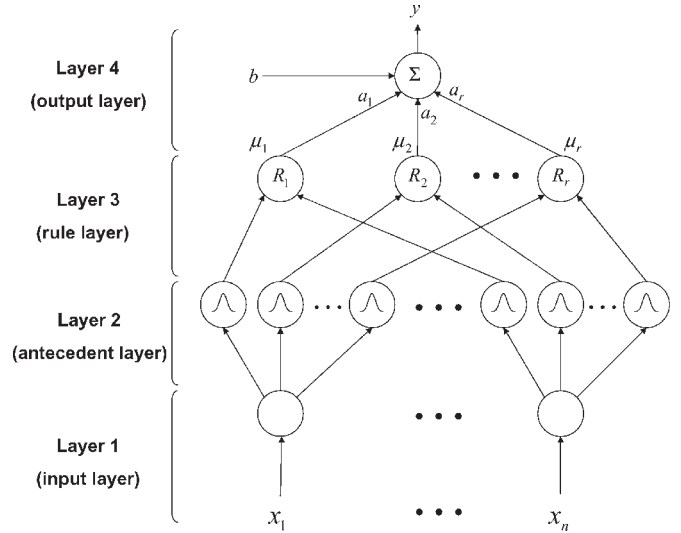 y
Layer 4
(output layer)
b
Σ
a1
a2
ar
μ1
μ2
μr
Layer 3
(rule layer)
R1
R2
• • •
Rr
Layer 2
(antecedent layer)
• • •
• • •
• • •
Layer 1
(input layer)
• • •
x1
• • •
xn